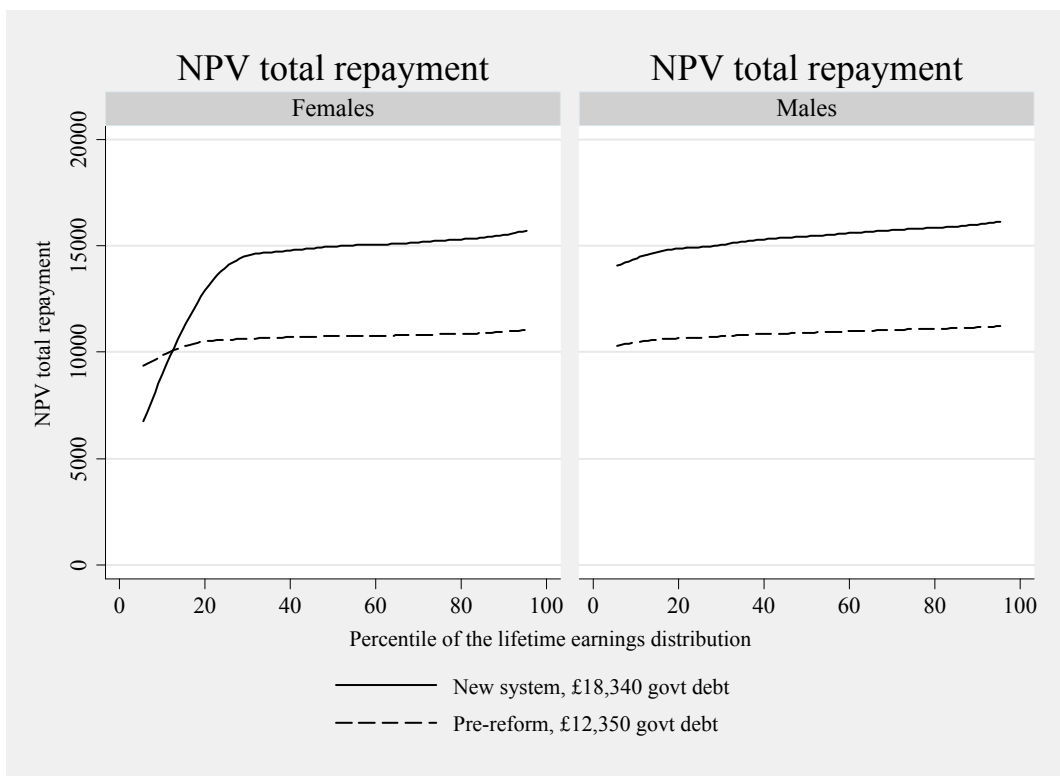 NPV total repayment
NPV total repayment
Females
Males
NPV total repayment
20000
15000
10000
5000
0
0 20 40 60 80 100
0 20 40 60 80 100
Percentile of the lifetime earnings distribution
New system, £18,340 govt debt
Pre-reform, £12,350 govt debt